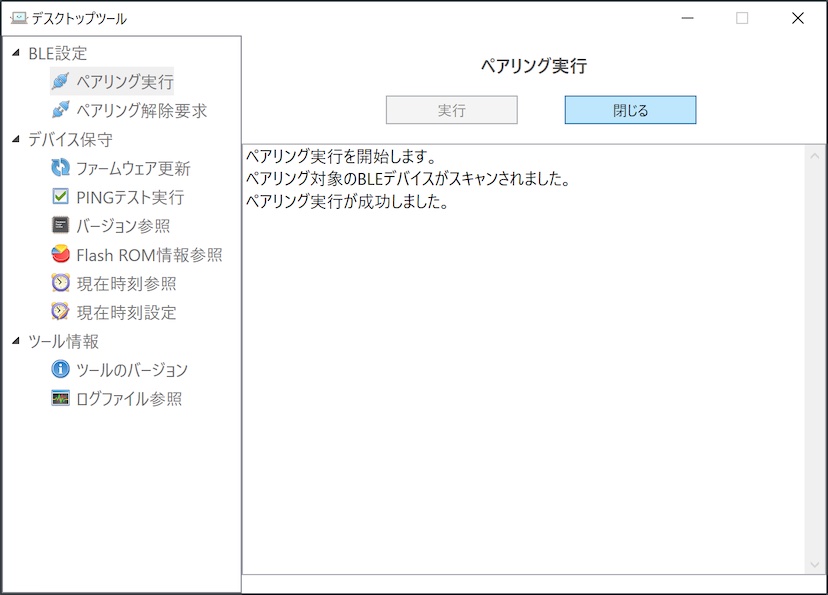 デスクトップツール
BLE設定
ペアリング実行
ペアリング解除要求
デバイス保守
ファームウェア更新
PINGテスト実行
バージョン参照
Flash ROM情報参照
現在時刻参照
現在時刻設定
ツール情報
ツールのバージョン
ログファイル参照
ペアリング実行
実行
閉じる
ペアリング実行を開始します。
ペアリング対象のBLEデバイスがスキャンされました。
ペアリング実行が成功しました。